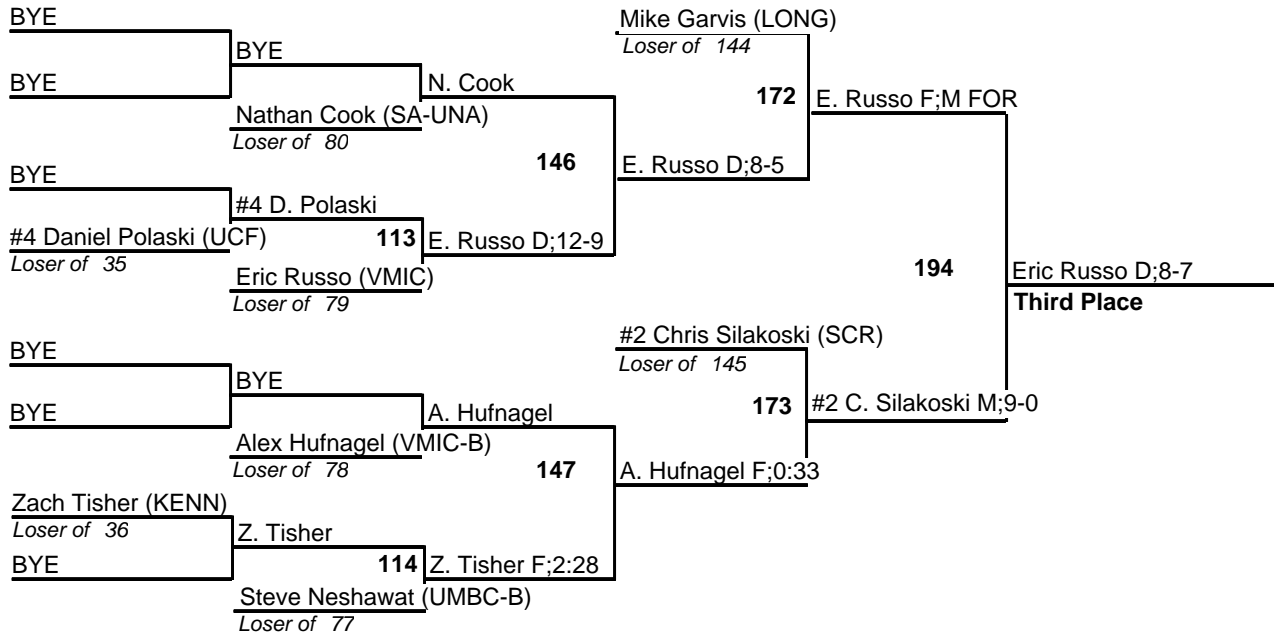 BYE
Mike Garvis (LONG)
Loser of 144
BYE
BYE
N. Cook
172
E. Russo F;M FOR
Nathan Cook (SA-UNA)
Loser of 80
146
E. Russo D;8-5
BYE
#4 D. Polaski
#4 Daniel Polaski (UCF)
Loser of 35
113
E. Russo D;12-9
Eric Russo (VMIC)
Loser of 79
194
Eric Russo D;8-7
Third Place
BYE
#2 Chris Silakoski (SCR)
Loser of 145
BYE
BYE
A. Hufnagel
173
#2 C. Silakoski M;9-0
Alex Hufnagel (VMIC-B)
Loser of 78
147
A. Hufnagel F;0:33
Zach Tisher (KENN)
Loser of 36
Z. Tisher
BYE
114
Z. Tisher F;2:28
Steve Neshawat (UMBC-B)
Loser of 77